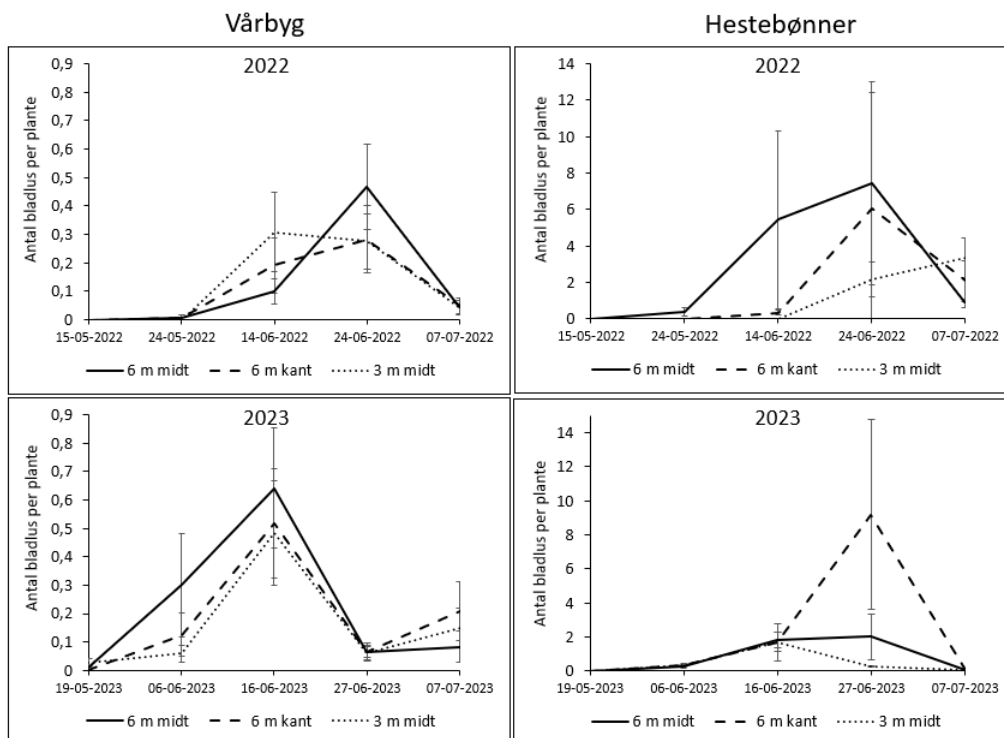 Vårbyg
Hestebønner
2022
Antal bladlus per plante
0,9
0,8
0,7
0,6
0,5
0,4
0,3
0,2
0,1
0
15-05-2022 24-05-2022 14-06-2022 24-06-2022 07-07-2022
6 m midt 6 m kant 3 m midt
2022
Antal bladlus per plante
14
12
10
8
6
4
2
0
15-05-2022 24-05-2022 14-06-2022 24-06-2022 07-07-2022
6 m midt 6 m kant 3 m midt
2023
Antal bladlus per plante
0,9
0,8
0,7
0,6
0,5
0,4
0,3
0,2
0,1
0
19-05-2023 06-06-2023 16-06-2023 27-06-2023 07-07-2023
6 m midt 6 m kant 3 m midt
2023
Antal bladlus per plante
14
12
10
8
6
4
2
0
19-05-2023 06-06-2023 16-06-2023 27-06-2023 07-07-2023
6 m midt 6 m kant 3 m midt